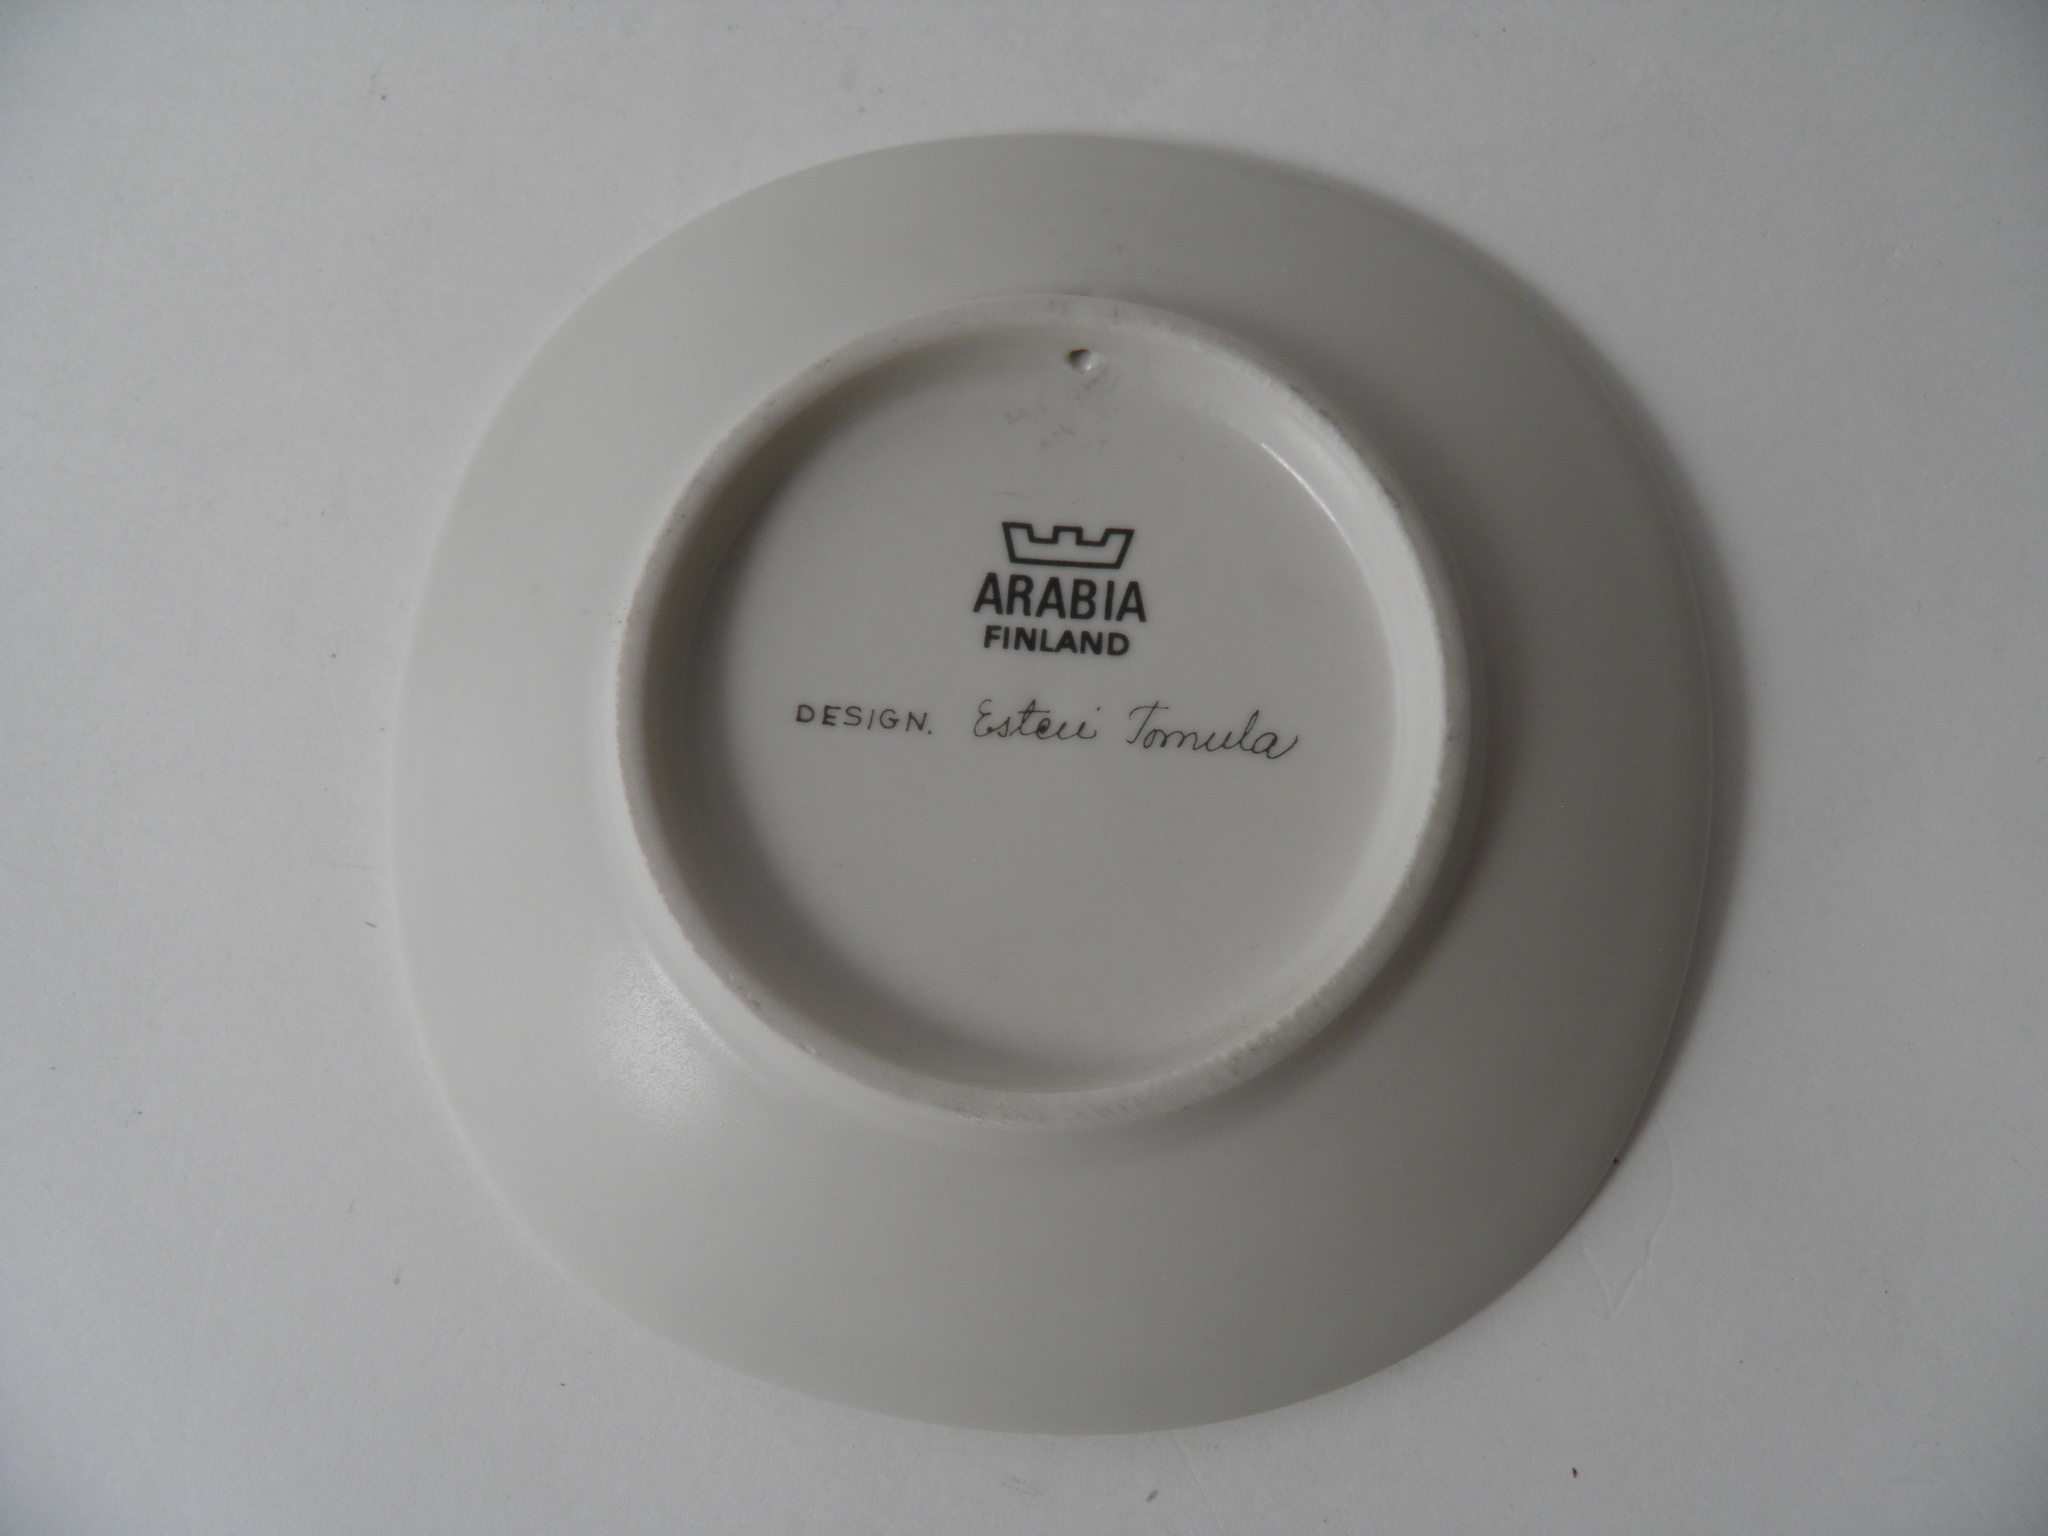 ARABIA
FINLAND
DESIGN. Esteri Tomula